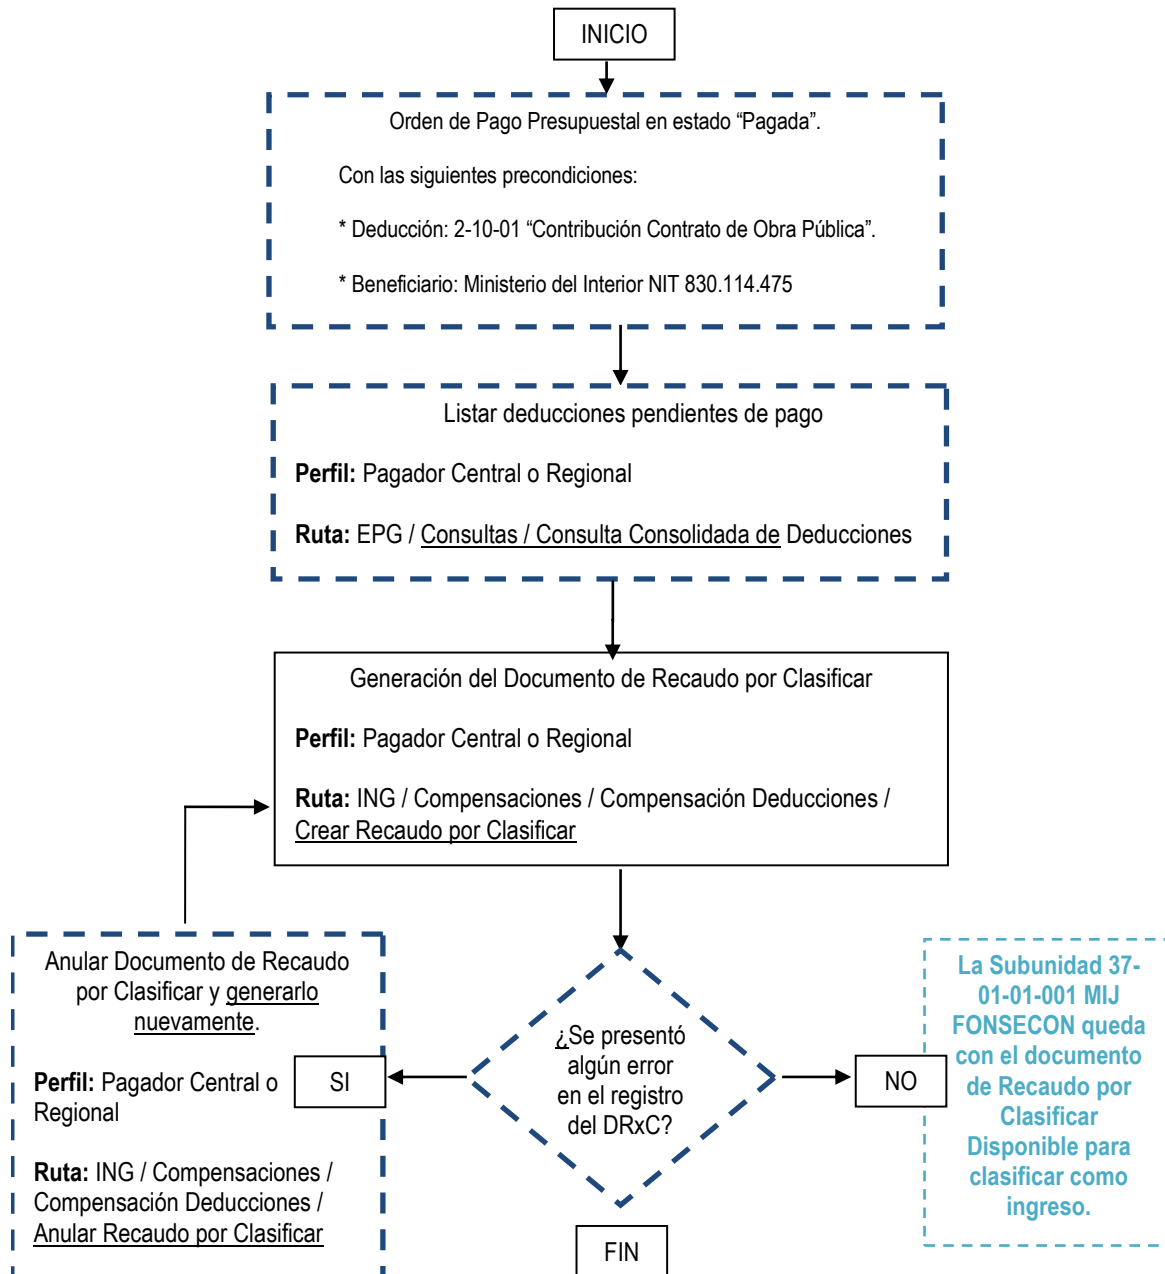 INICIO
Orden de Pago Presupuestal en estado “Pagada”.
Con las siguientes precondiciones:
* Deducción: 2-10-01 “Contribución Contrato de Obra Pública”.
* Beneficiario: Ministerio del Interior NIT 830.114.475
Listar deducciones pendientes de pago
Perfil: Pagador Central o Regional
Ruta: EPG / Consultas / Consulta Consolidada de Deducciones
Generación del Documento de Recaudo por Clasificar
Perfil: Pagador Central o Regional
Ruta: ING / Compensaciones / Compensación Deducciones /
Crear Recaudo por Clasificar
Anular Documento de Recaudo
por Clasificar y generarlo
nuevamente.
Perfil: Pagador Central o
Regional
Ruta: ING / Compensaciones /
Compensación Deducciones /
Anular Recaudo por Clasificar
SI
¿Se presentó
algún error
en el registro
del DRxC?
NO
La Subunidad 37-
01-01-001 MIJ
FONSECON queda
con el documento
de Recaudo por
Clasificar
Disponible para
clasificar como
ingreso.
FIN